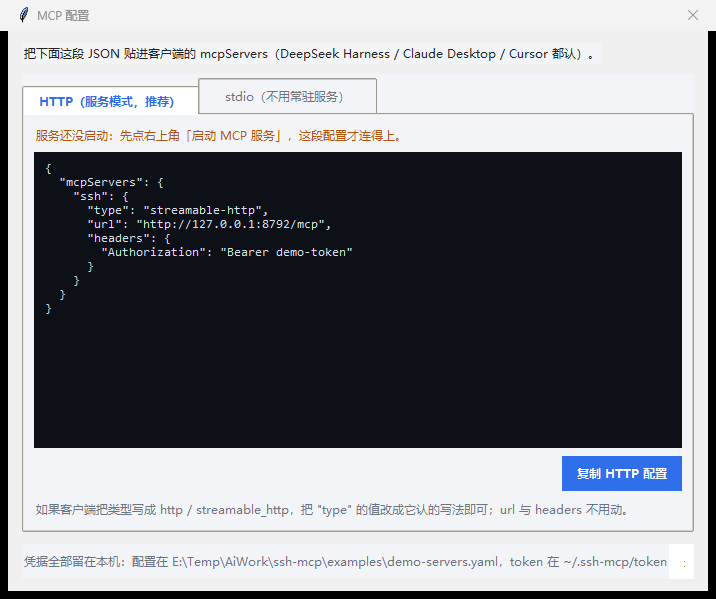 MCP 配置
把下面这段 JSON 贴进客户端的 mcpServers（DeepSeek Harness / Claude Desktop / Cursor 都认）。
HTTP（服务模式，推荐）
stdio（不用常驻服务）
服务还没启动：先点右上角「启动 MCP 服务」，这段配置才连得上。
{
  "mcpServers": {
    "ssh": {
      "type": "streamable-http",
      "url": "http://127.0.0.1:8792/mcp",
      "headers": {
        "Authorization": "Bearer demo-token"
      }
    }
  }
}
复制 HTTP 配置
如果客户端把类型写成 http / streamable_http，把 "type" 的值改成它认的写法即可；url 与 headers 不用动。
凭据全部留在本机：配置在 E:\Temp\AiWork\ssh-mcp\examples\demo-servers.yaml，token 在 ~/.ssh-mcp/token